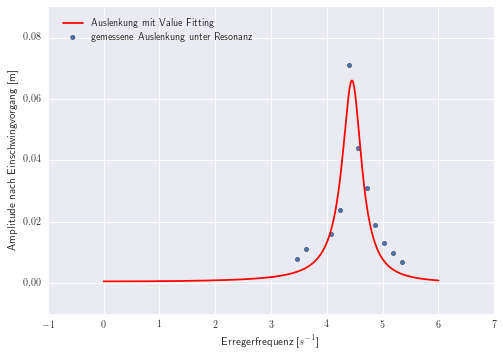 Auslenkung mit Value Fitting
gemessene Auslenkung unter Resonanz
0.08
0.06
0.04
0.02
0.00
Amplitude nach Einschwingvorgang [m]
−1 0 1 2 3 4 5 6 7
Erregerfrequenz [s⁻¹]